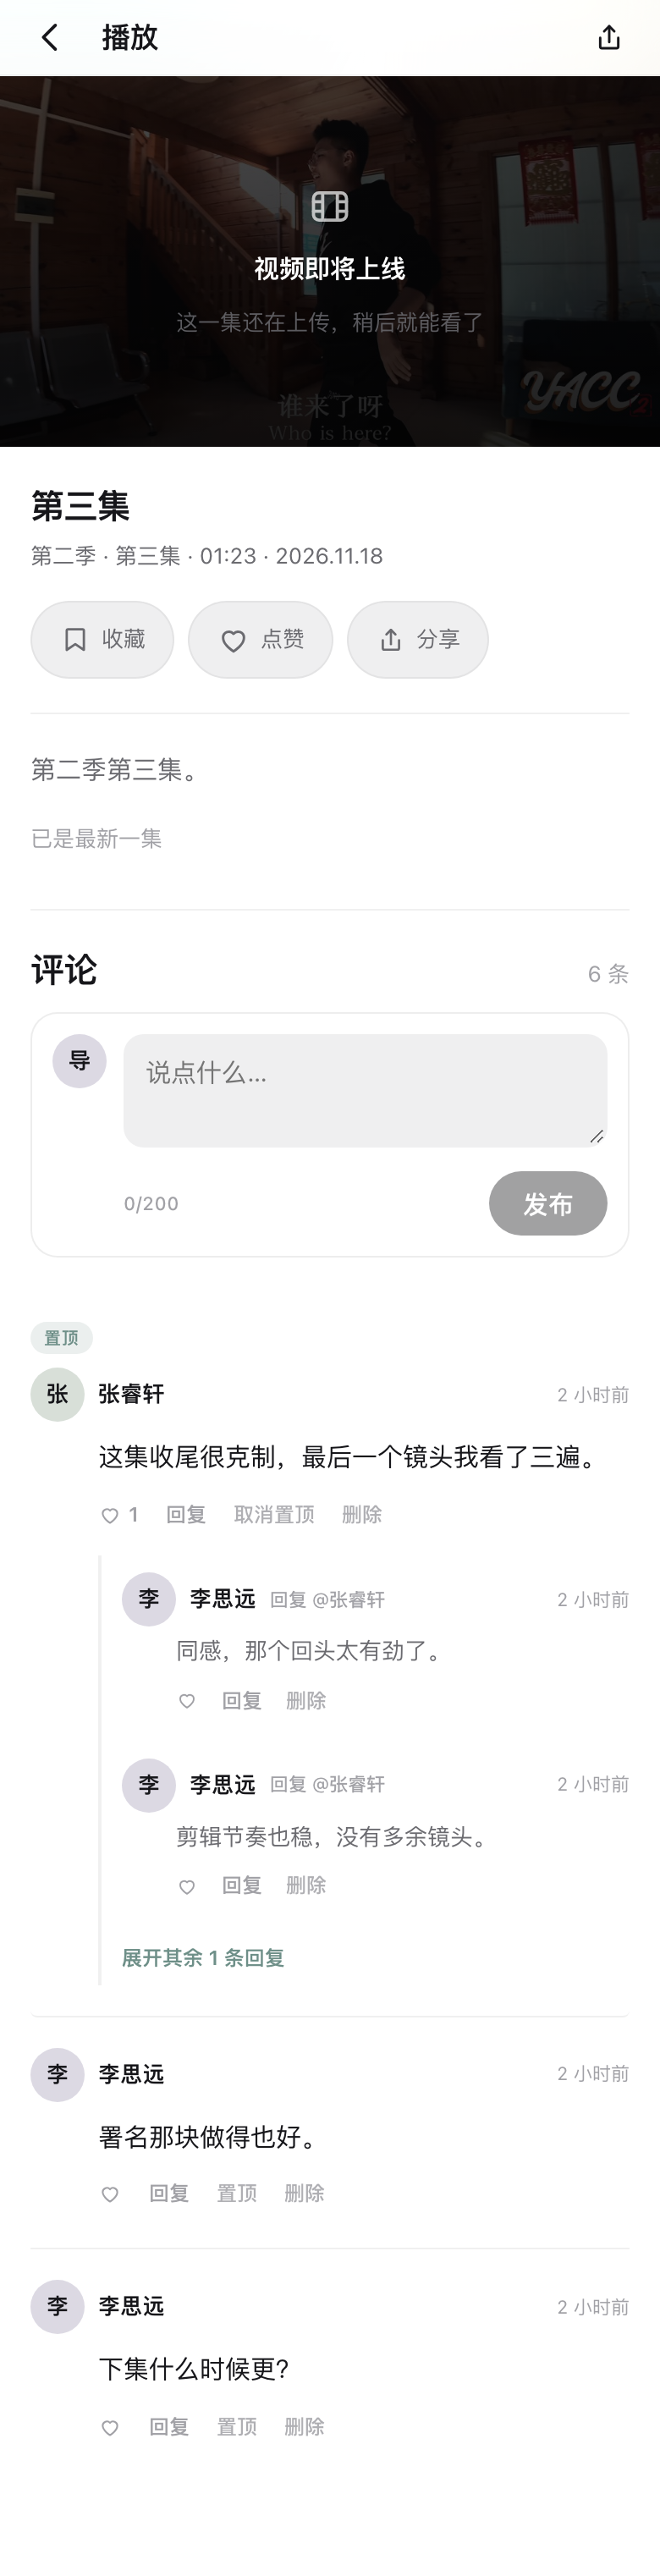 播放
视频即将上线
这一集还在上传，稍后就能看了
谁来了呀
Who is here?
YACC
第三集
第二季 · 第三集 · 01:23 · 2026.11.18
收藏 点赞 分享
第二季第三集。
已是最新一集
评论 6 条
导 说点什么...
0/200 发布
置顶
张 张睿轩 2 小时前
这集收尾很克制，最后一个镜头我看了三遍。
1 回复 取消置顶 删除
李 李思远 回复 @张睿轩 2 小时前
同感，那个回头太有劲了。
回复 删除
李 李思远 回复 @张睿轩 2 小时前
剪辑节奏也稳，没有多余镜头。
回复 删除
展开其余 1 条回复
李 李思远 2 小时前
署名那块做得也好。
回复 置顶 删除
李 李思远 2 小时前
下集什么时候更?
回复 置顶 删除